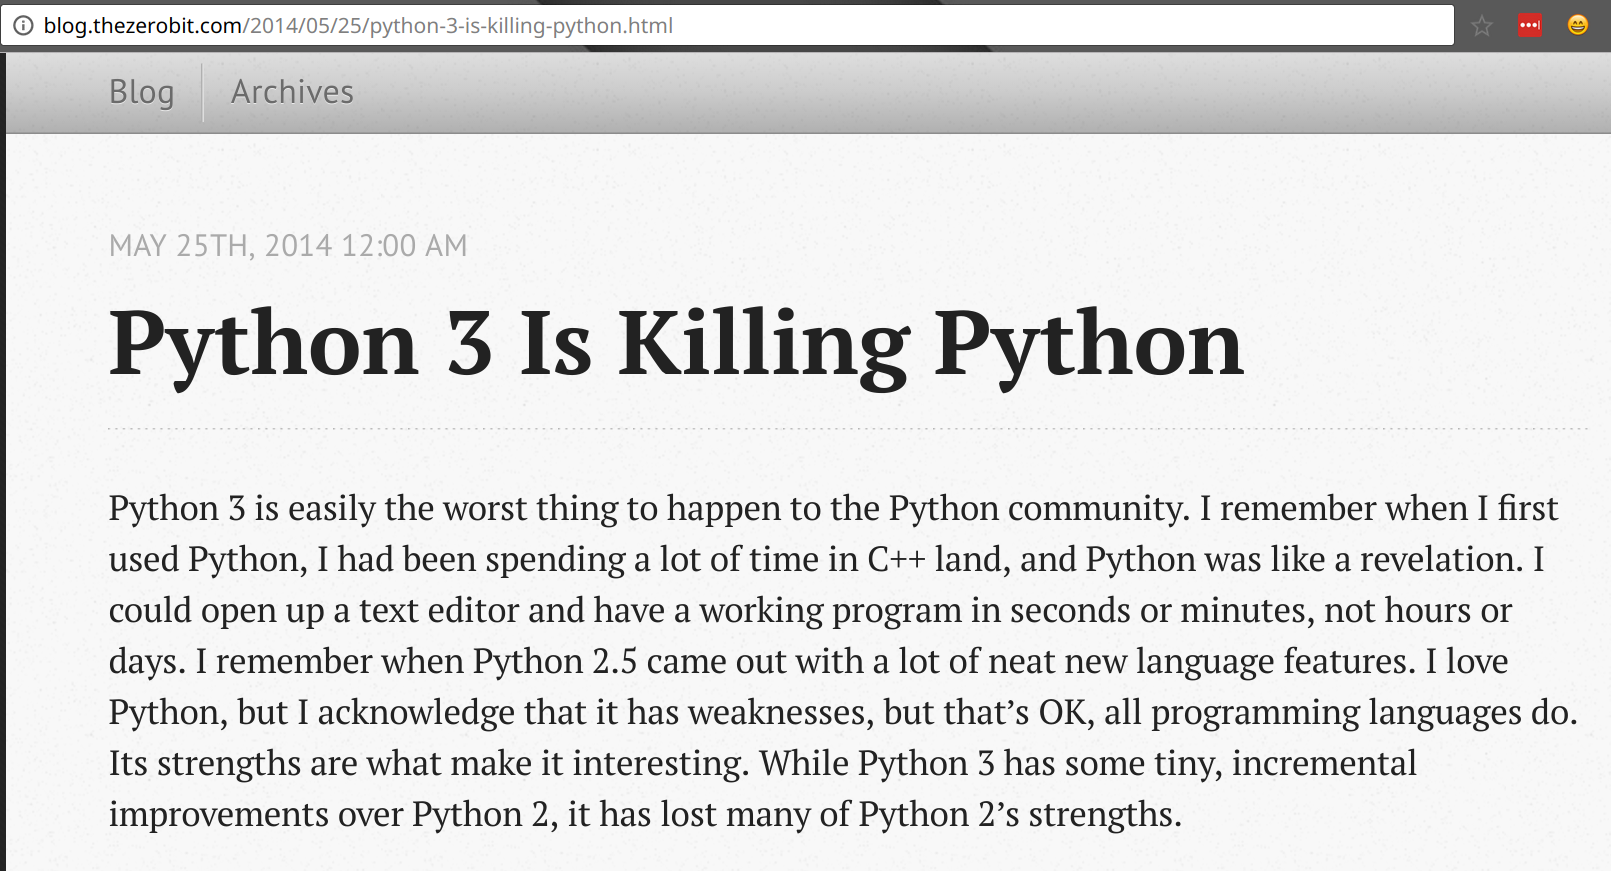 blog.thezerobit.com/2014/05/25/python-3-is-killing-python.html
Blog
Archives
MAY 25TH, 2014 12:00 AM
Python 3 Is Killing Python
Python 3 is easily the worst thing to happen to the Python community. I remember when I first
used Python, I had been spending a lot of time in C++ land, and Python was like a revelation. I
could open up a text editor and have a working program in seconds or minutes, not hours or
days. I remember when Python 2.5 came out with a lot of neat new language features. I love
Python, but I acknowledge that it has weaknesses, but that’s OK, all programming languages do.
Its strengths are what make it interesting. While Python 3 has some tiny, incremental
improvements over Python 2, it has lost many of Python 2’s strengths.